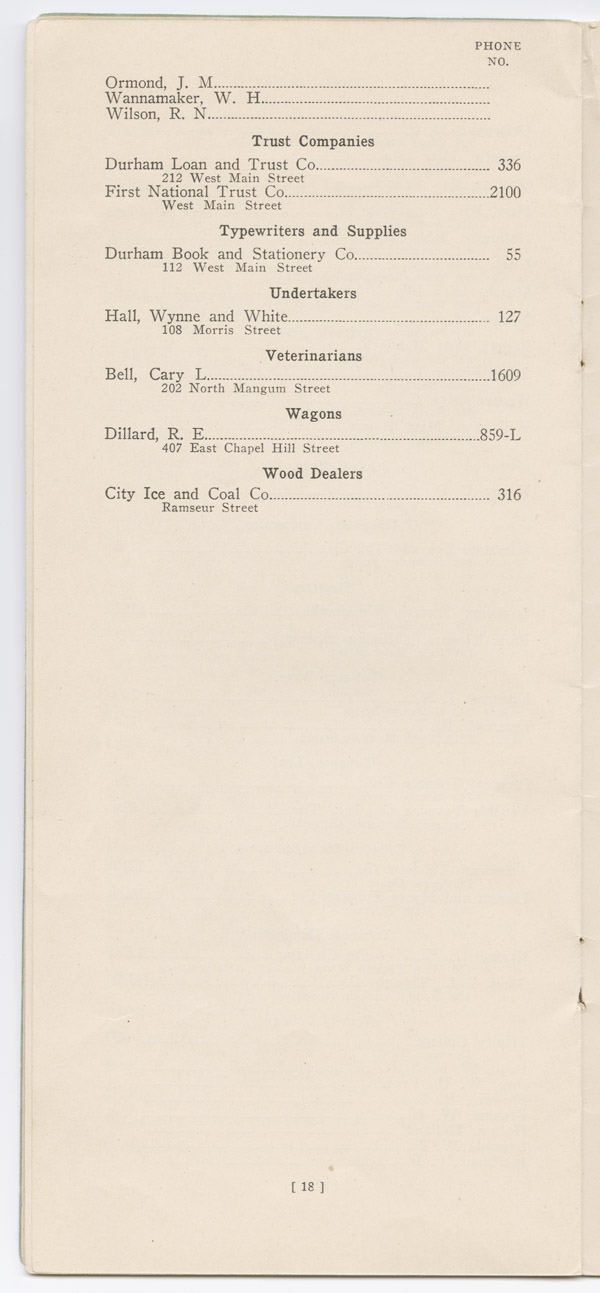 PHONE
NO.
Ormond, J. M.
Wannamaker, W. H.
Wilson, R. N.
Trust Companies
Durham Loan and Trust Co. 336
212 West Main Street
First National Trust Co. 2100
West Main Street
Typewriters and Supplies
Durham Book and Stationery Co. 55
112 West Main Street
Undertakers
Hall, Wynne and White 127
108 Morris Street
Veterinarians
Bell, Cary L. 1609
202 North Mangum Street
Wagons
Dillard, R. E. 859-L
407 East Chapel Hill Street
Wood Dealers
City Ice and Coal Co. 316
Ramseur Street
[ 18 ]